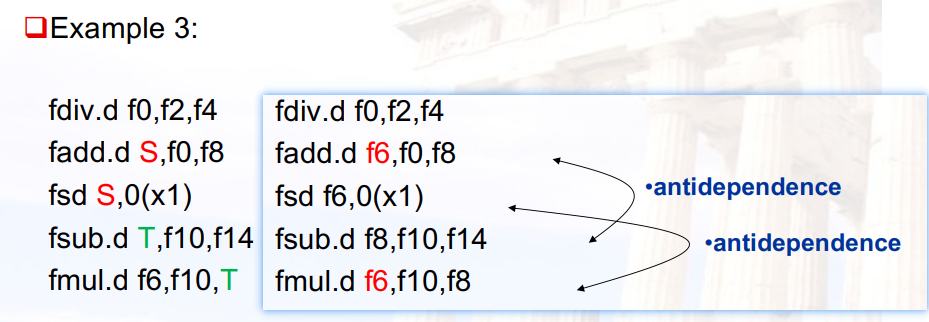 Example 3:
fdiv.d f0,f2,f4
fadd.d S,f0,f8
fsd S,0(x1)
fsub.d T,f10,f14
fmul.d f6,f10,T
fdiv.d f0,f2,f4
fadd.d f6,f0,f8
fsd f6,0(x1)
fsub.d f8,f10,f14
fmul.d f6,f10,f8
•antidependence
•antidependence